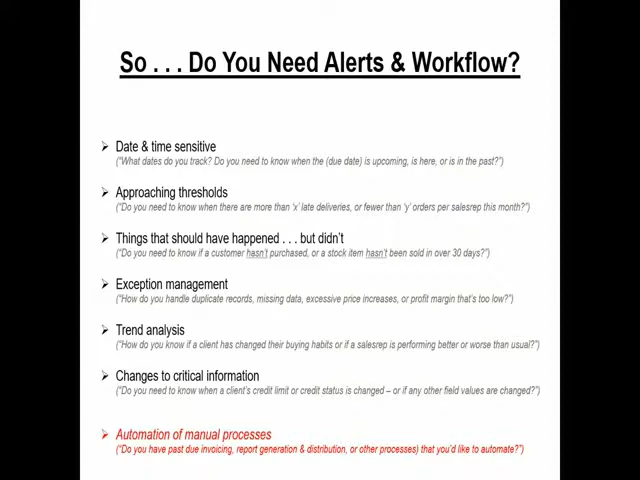 So . . . Do You Need Alerts & Workflow?
Date & time sensitive
("What dates do you track? Do you need to know when the (due date) is upcoming, is here, or is in the past?")
Approaching thresholds
("Do you need to know when there are more than 'x' late deliveries, or fewer than 'y' orders per salesrep this month?")
Things that should have happened . . . but didn't
("Do you need to know if a customer hasn't purchased, or a stock item hasn't been sold in over 30 days?")
Exception management
("How do you handle duplicate records, missing data, excessive price increases, or profit margin that's too low?")
Trend analysis
("How do you know if a client has changed their buying habits or if a salesrep is performing better or worse than usual?")
Changes to critical information
("Do you need to know when a client's credit limit or credit status is changed – or if any other field values are changed?")
Automation of manual processes
("Do you have past due invoicing, report generation & distribution, or other processes) that you'd like to automate?")